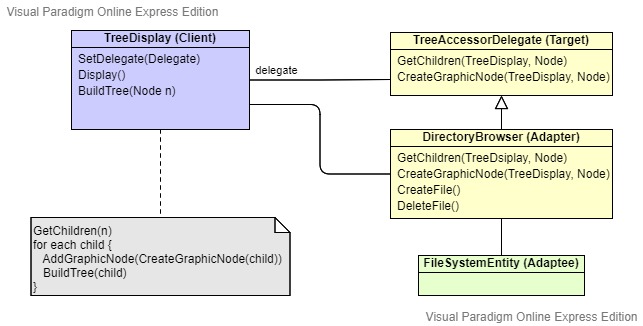 Visual Paradigm Online Express Edition
TreeDisplay (Client)
SetDelegate(Delegate)
Display()
BuildTree(Node n)
delegate
TreeAccessorDelegate (Target)
GetChildren(TreeDisplay, Node)
CreateGraphicNode(TreeDisplay, Node)
DirectoryBrowser (Adapter)
GetChildren(TreeDsiplay, Node)
CreateGraphicNode(TreeDisplay, Node)
CreateFile()
DeleteFile()
GetChildren(n)
for each child {
AddGraphicNode(CreateGraphicNode(child))
BuildTree(child)
}
FileSystemEntity (Adaptee)
Visual Paradigm Online Express Edition